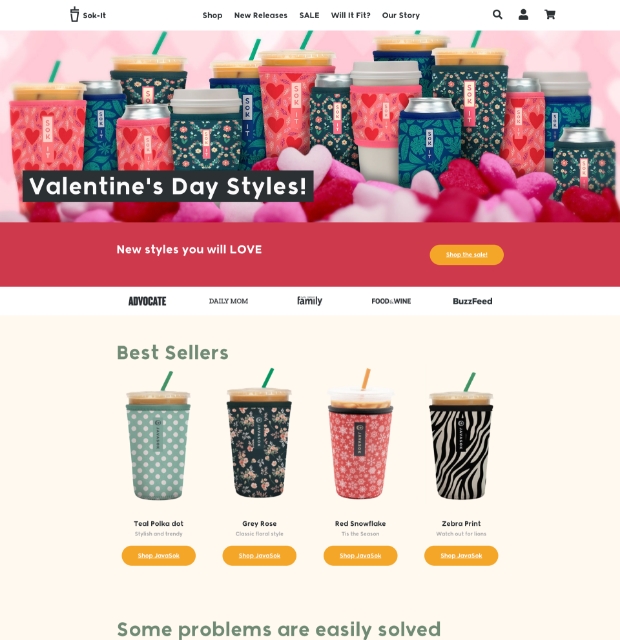 Sok-It
Shop New Releases SALE Will It Fit? Our Story
SOK IT
Valentine's Day Styles!
New styles you will LOVE
Shop the sale!
ADVOCATE DAILY MOM family FOOD&WINE BuzzFeed
Best Sellers
Teal Polka dot Grey Rose Red Snowflake Zebra Print
Stylish and trendy Classic floral style Tis the Season Watch out for lions
Shop JavaSok Shop JavaSok Shop JavaSok Shop JavaSok
Some problems are easily solved